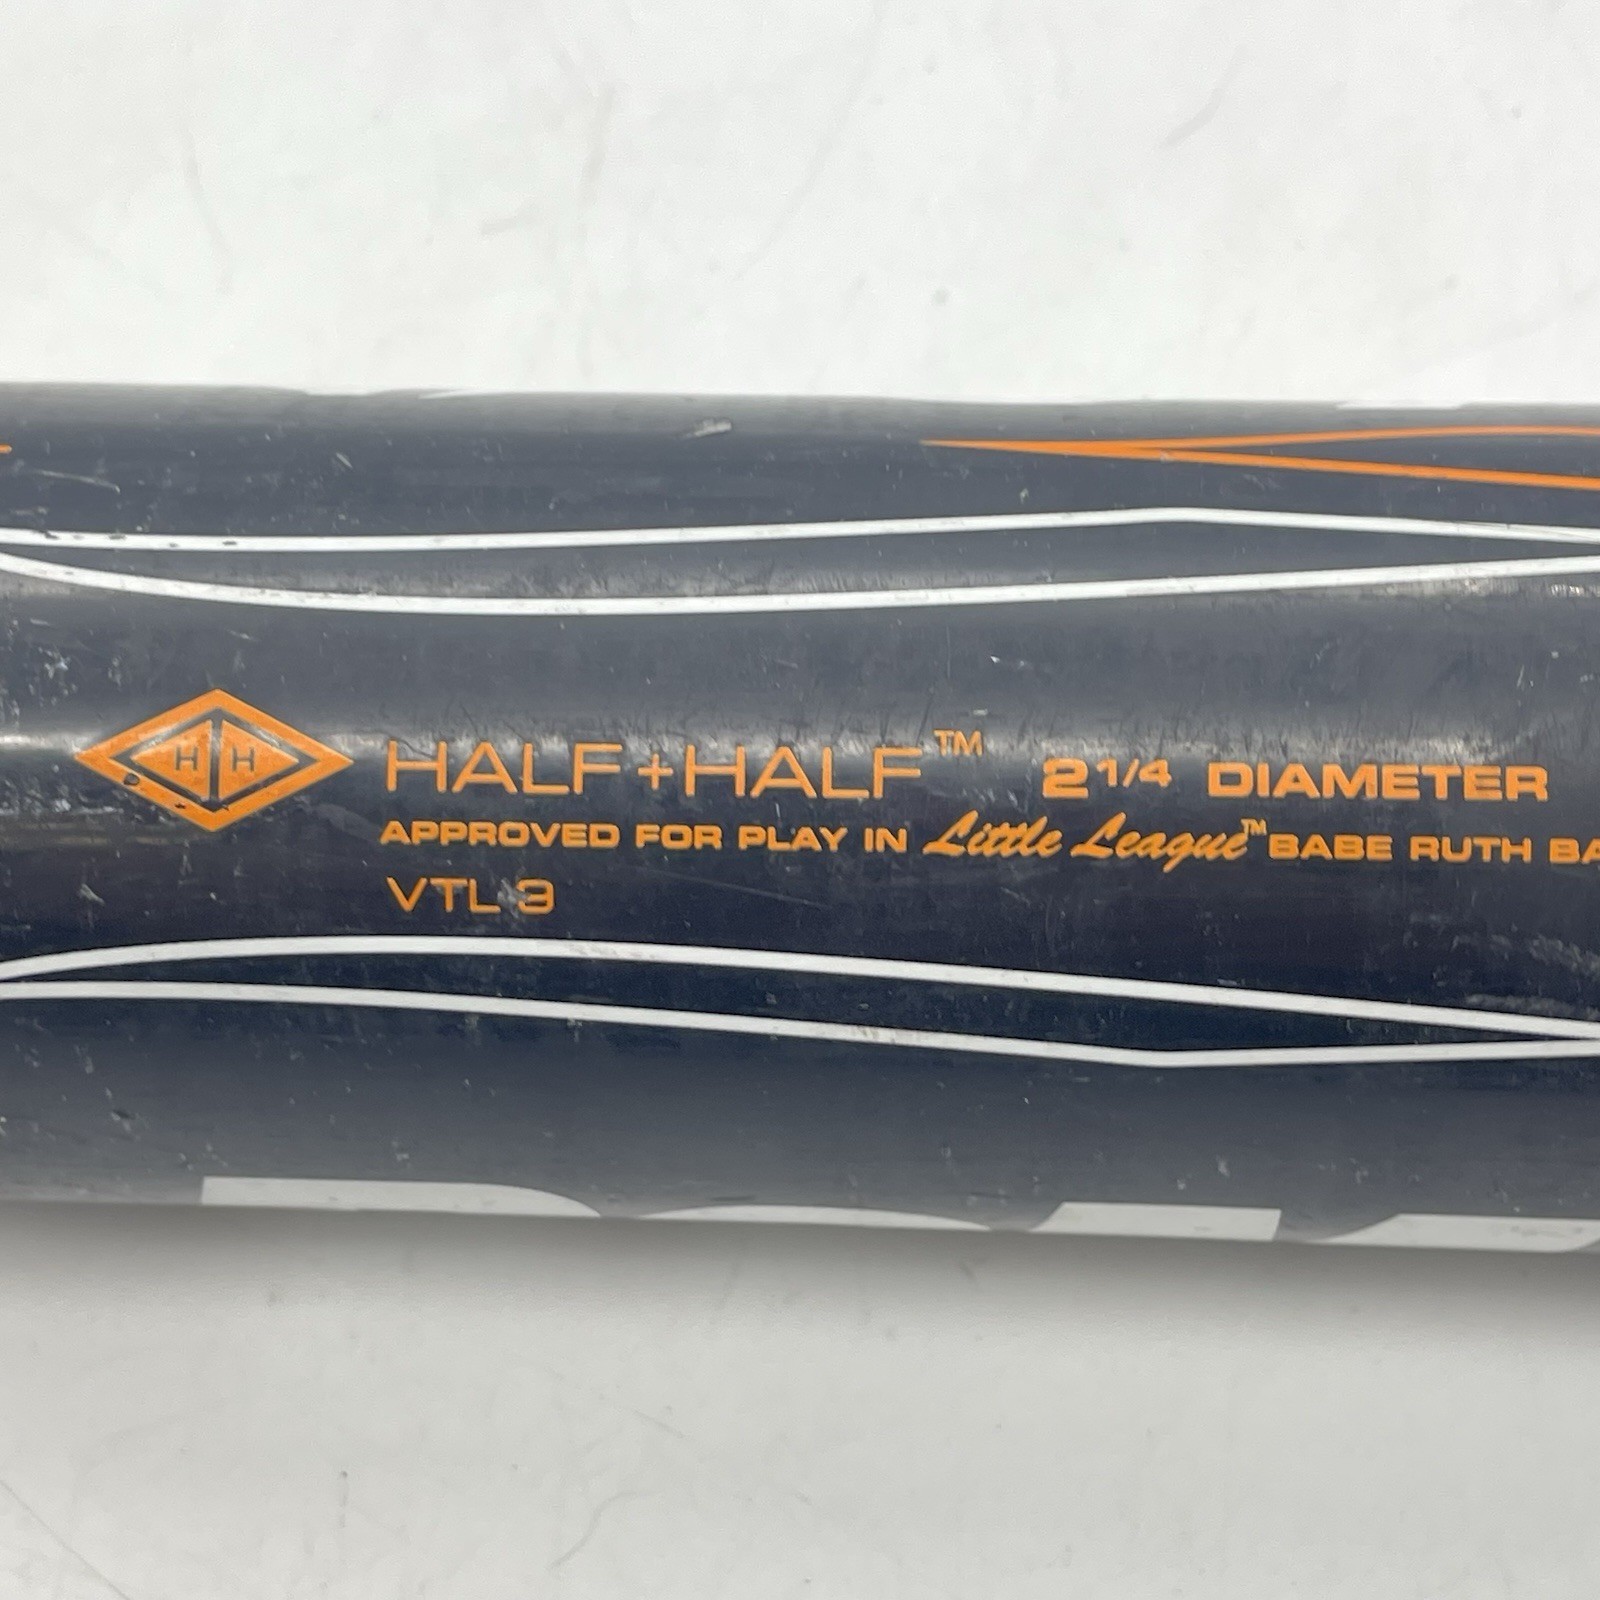 HH HALF+HALF™ 2 1/4 DIAMETER
APPROVED FOR PLAY IN Little League™ BABE RUTH
VTL 3